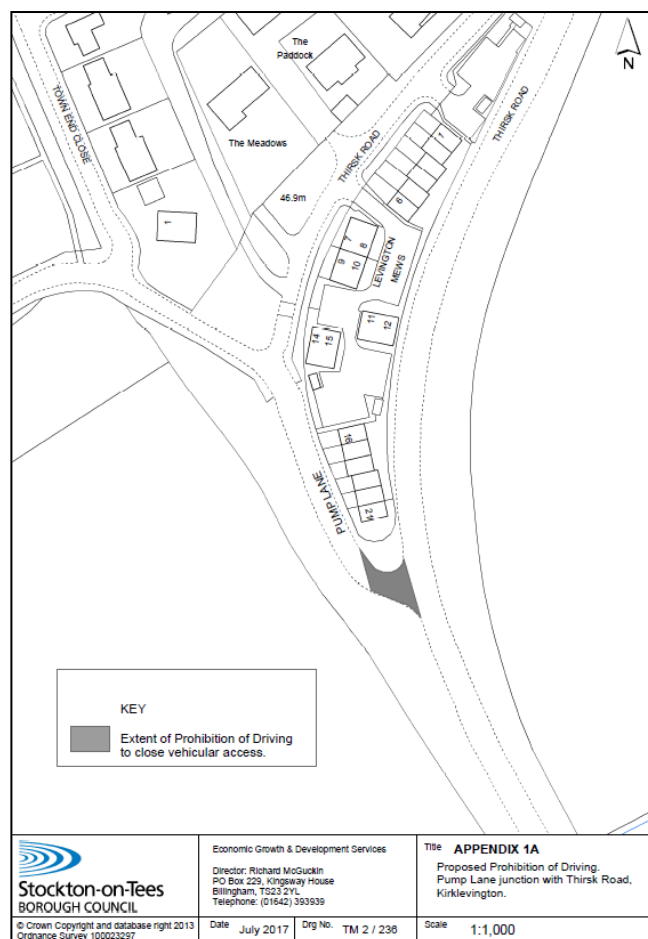 The
Paddock
N
TOWN END CLOSE
The Meadows
THIRSK ROAD
THIRSK ROAD
1
6
46.9m
1
7
8
9
10
LEVINGTON
MEWS
11
12
14
15
16
21
PUMP LANE
KEY
Extent of Prohibition of Driving
to close vehicular access.
Stockton-on-Tees
BOROUGH COUNCIL
© Crown Copyright and database right 2013
Ordnance Survey 100023297
Economic Growth & Development Services
Director: Richard McGuckin
PO Box 229, Kingsway House
Billingham, TS23 2YL
Telephone: (01642) 393939
Date July 2017
Drg No. TM 2 / 236
Title APPENDIX 1A
Proposed Prohibition of Driving.
Pump Lane junction with Thirsk Road,
Kirklevington.
Scale 1:1,000